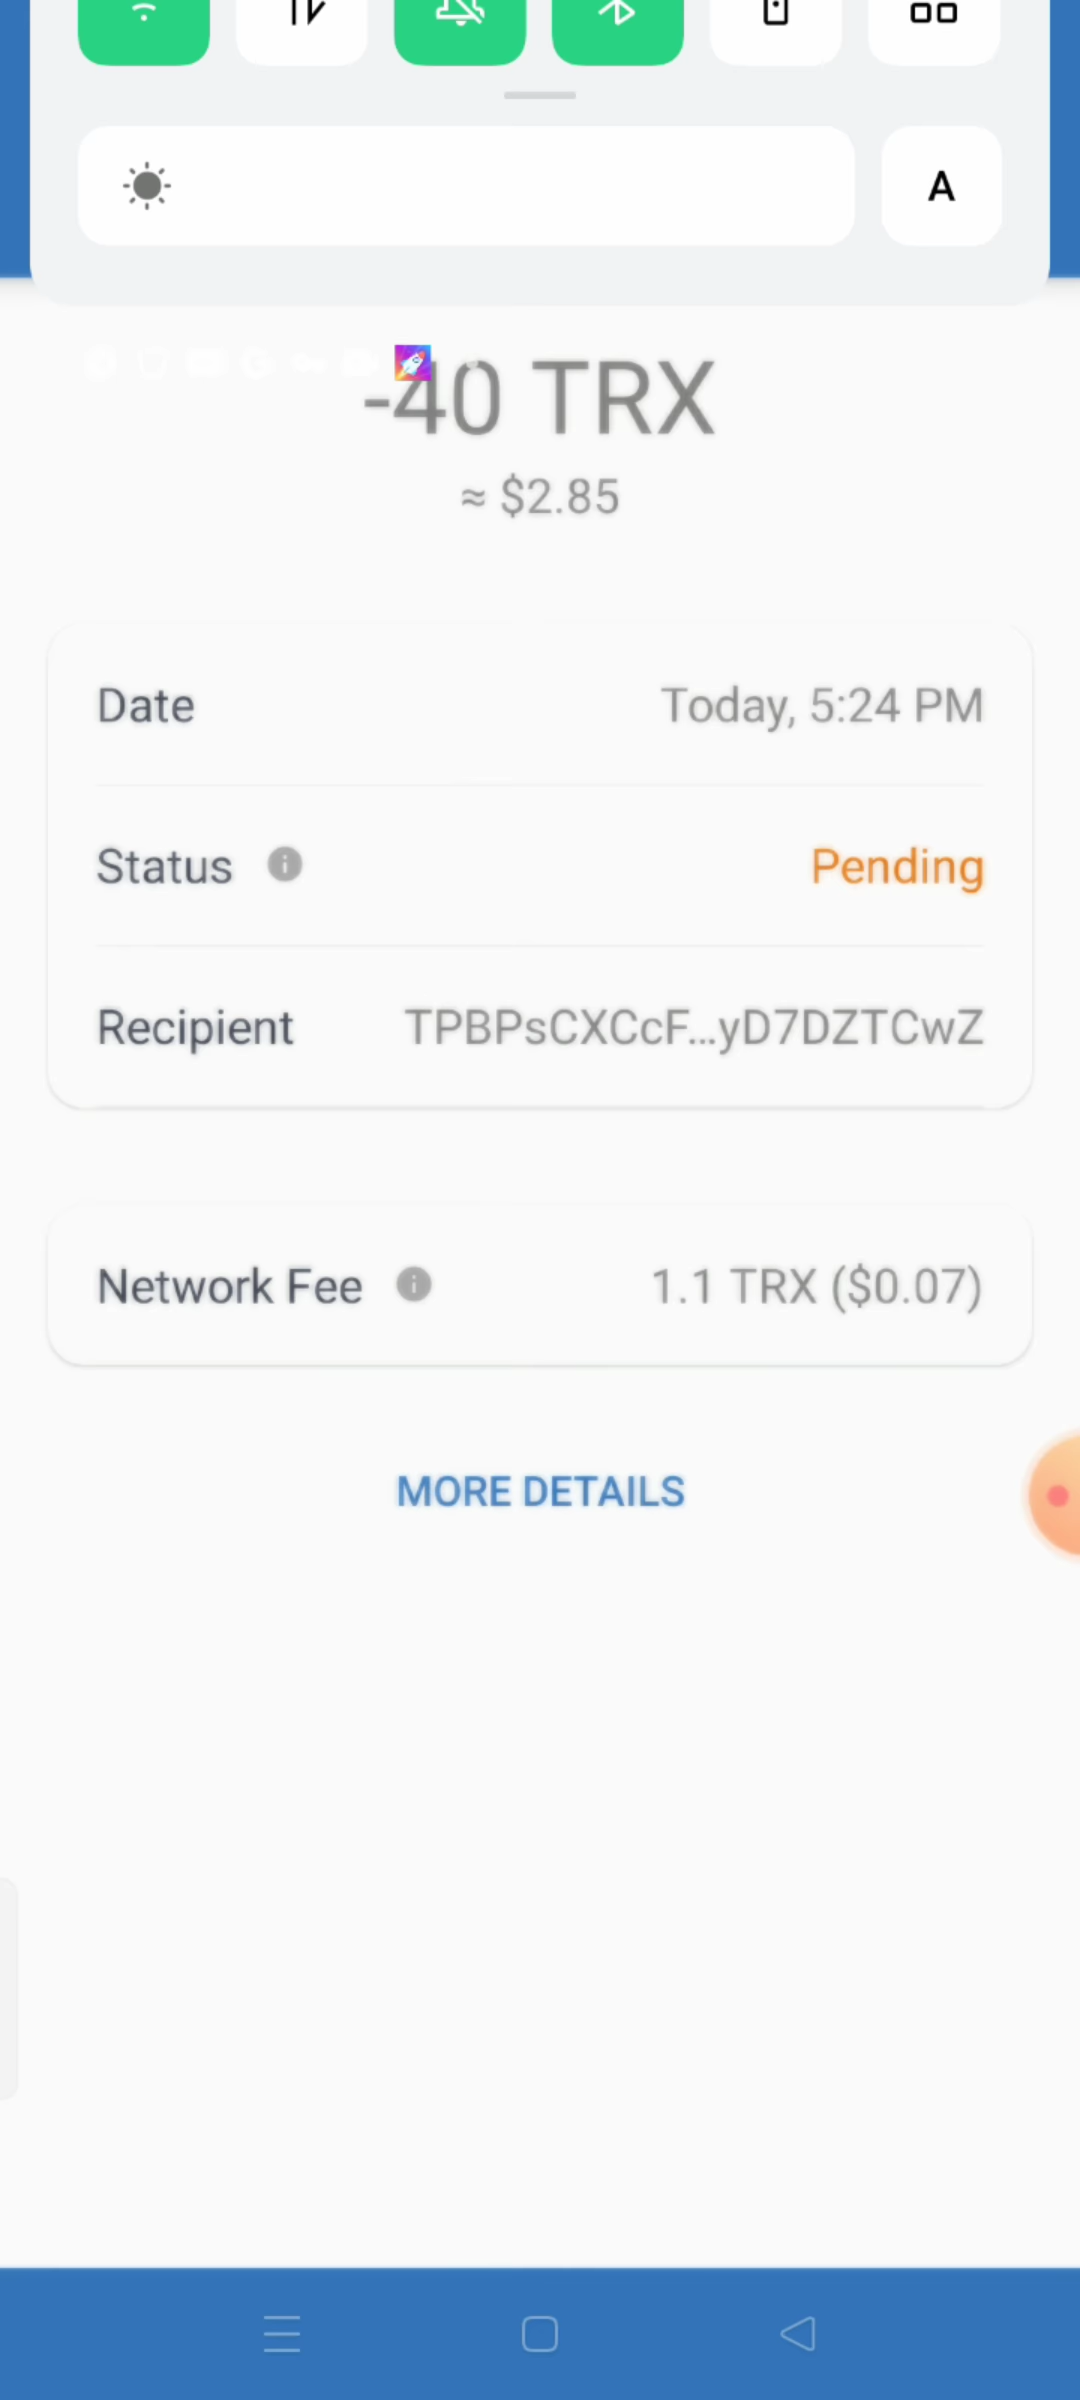 A
-40 TRX
≈ $2.85
Date Today, 5:24 PM
Status Pending
Recipient TPBPsCXCcF...yD7DZTCwZ
Network Fee 1.1 TRX ($0.07)
MORE DETAILS